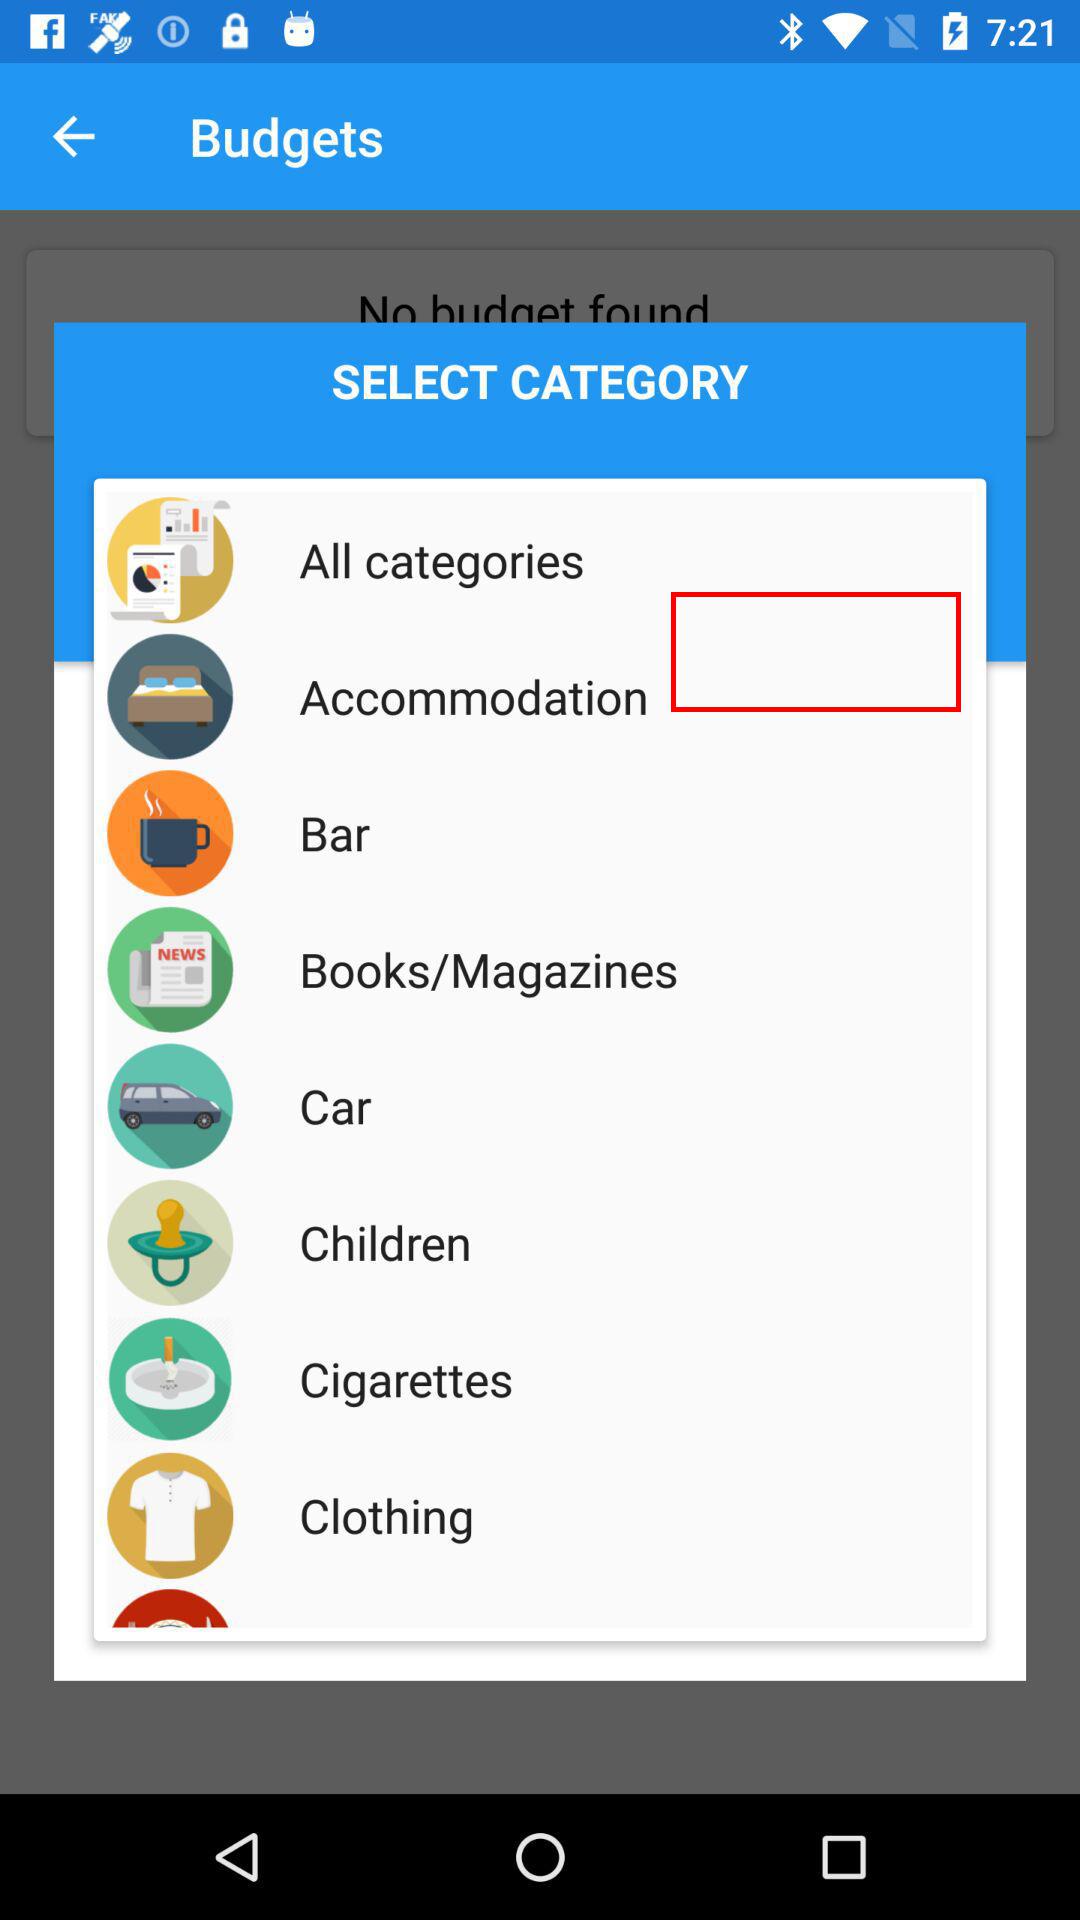 FAKE
7:21
Budgets
No budget found
SELECT CATEGORY
All categories
Accommodation
Bar
NEWS
Books/Magazines
Car
Children
Cigarettes
Clothing